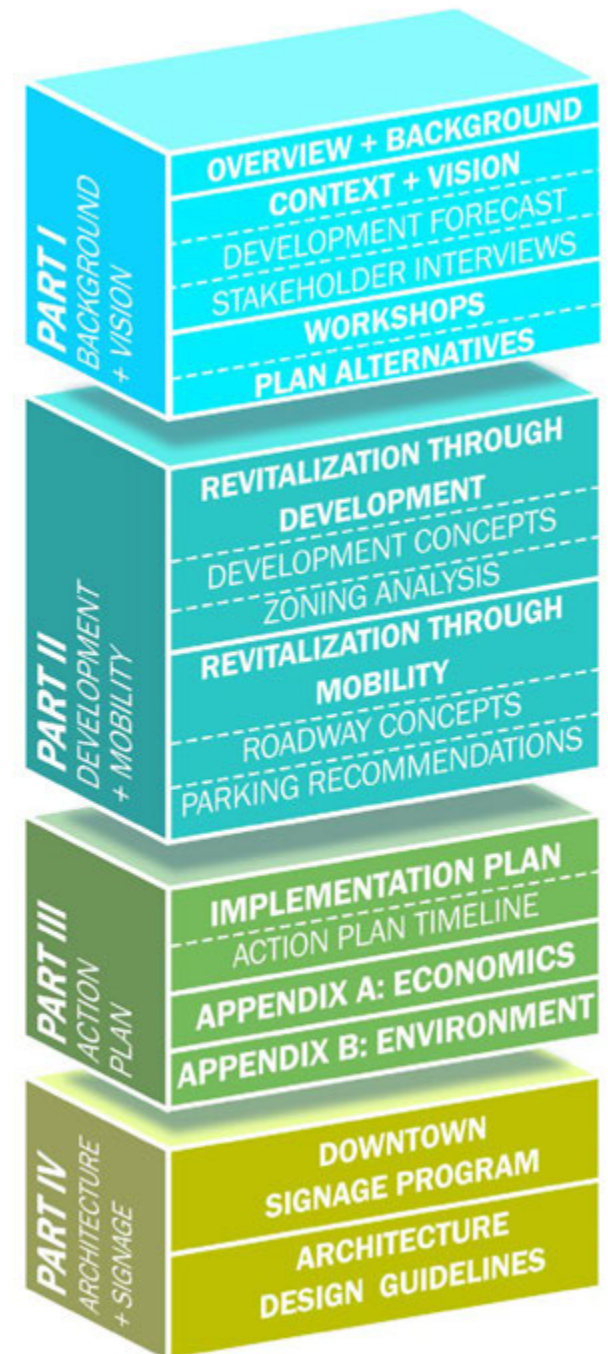 PART I
BACKGROUND
+ VISION
OVERVIEW + BACKGROUND
CONTEXT + VISION
DEVELOPMENT FORECAST
STAKEHOLDER INTERVIEWS
WORKSHOPS
PLAN ALTERNATIVES
PART II
DEVELOPMENT
+ MOBILITY
REVITALIZATION THROUGH
DEVELOPMENT
DEVELOPMENT CONCEPTS
ZONING ANALYSIS
REVITALIZATION THROUGH
MOBILITY
ROADWAY CONCEPTS
PARKING RECOMMENDATIONS
PART III
ACTION
PLAN
IMPLEMENTATION PLAN
ACTION PLAN TIMELINE
APPENDIX A: ECONOMICS
APPENDIX B: ENVIRONMENT
PART IV
ARCHITECTURE
+ SIGNAGE
DOWNTOWN
SIGNAGE PROGRAM
ARCHITECTURE
DESIGN GUIDELINES